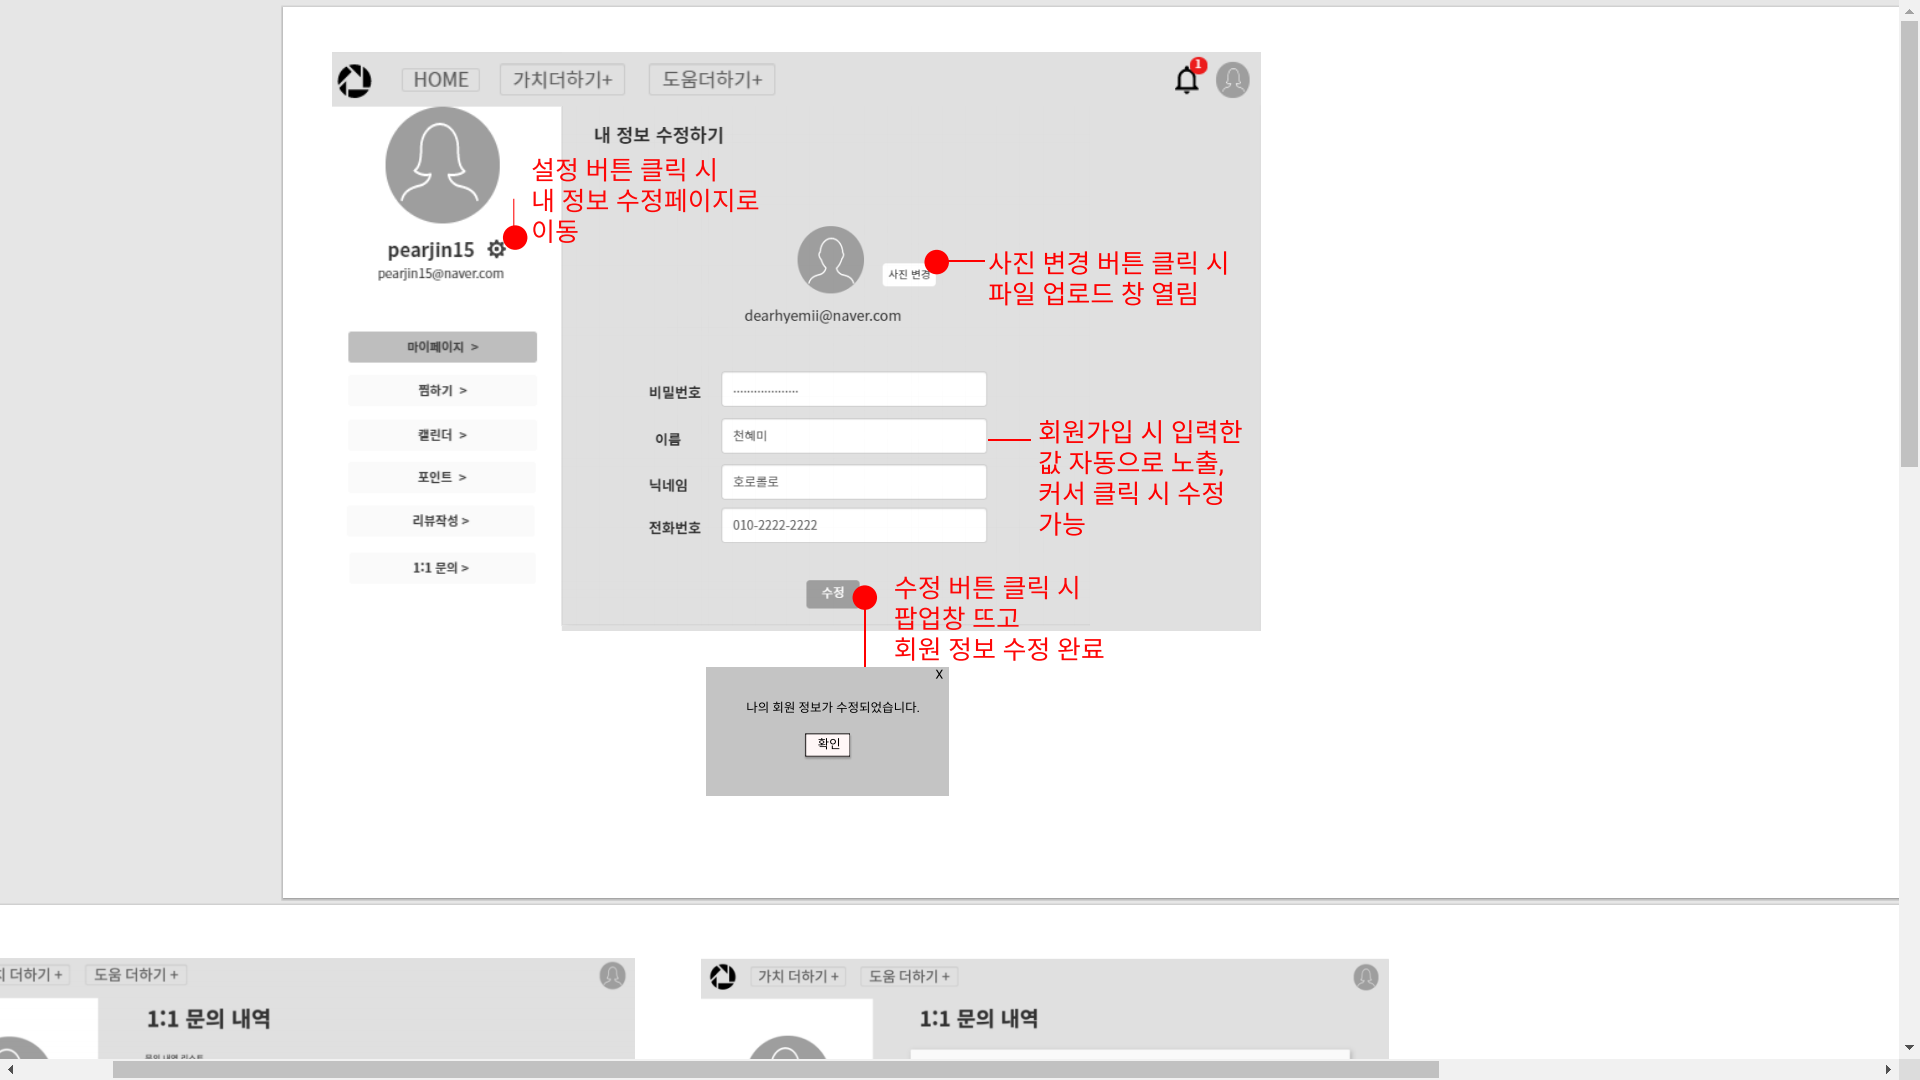 HOME 가치더하기+ 도움더하기+ 1
내 정보 수정하기
설정 버튼 클릭 시
내 정보 수정페이지로
이동
pearjin15
pearjin15@naver.com
마이페이지 >
찜하기 >
캘린더 >
포인트 >
리뷰작성 >
1:1 문의 >
사진 변경
사진 변경 버튼 클릭 시
파일 업로드 창 열림
dearhyemii@naver.com
비밀번호 ...................
이름 천혜미
닉네임 호로롤로
전화번호 010-2222-2222
회원가입 시 입력한
값 자동으로 노출,
커서 클릭 시 수정
가능
수정
수정 버튼 클릭 시
팝업창 뜨고
회원 정보 수정 완료
X
나의 회원 정보가 수정되었습니다.
확인
더하기 + 도움 더하기 +
1:1 문의 내역
가치 더하기 + 도움 더하기 +
1:1 문의 내역